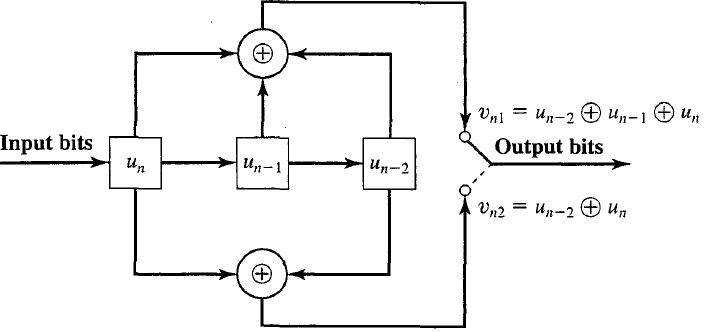 v_{n1} = u_{n-2} ⊕ u_{n-1} ⊕ u_n
Input bits
Output bits
u_n
u_{n-1}
u_{n-2}
v_{n2} = u_{n-2} ⊕ u_n
⊕
⊕